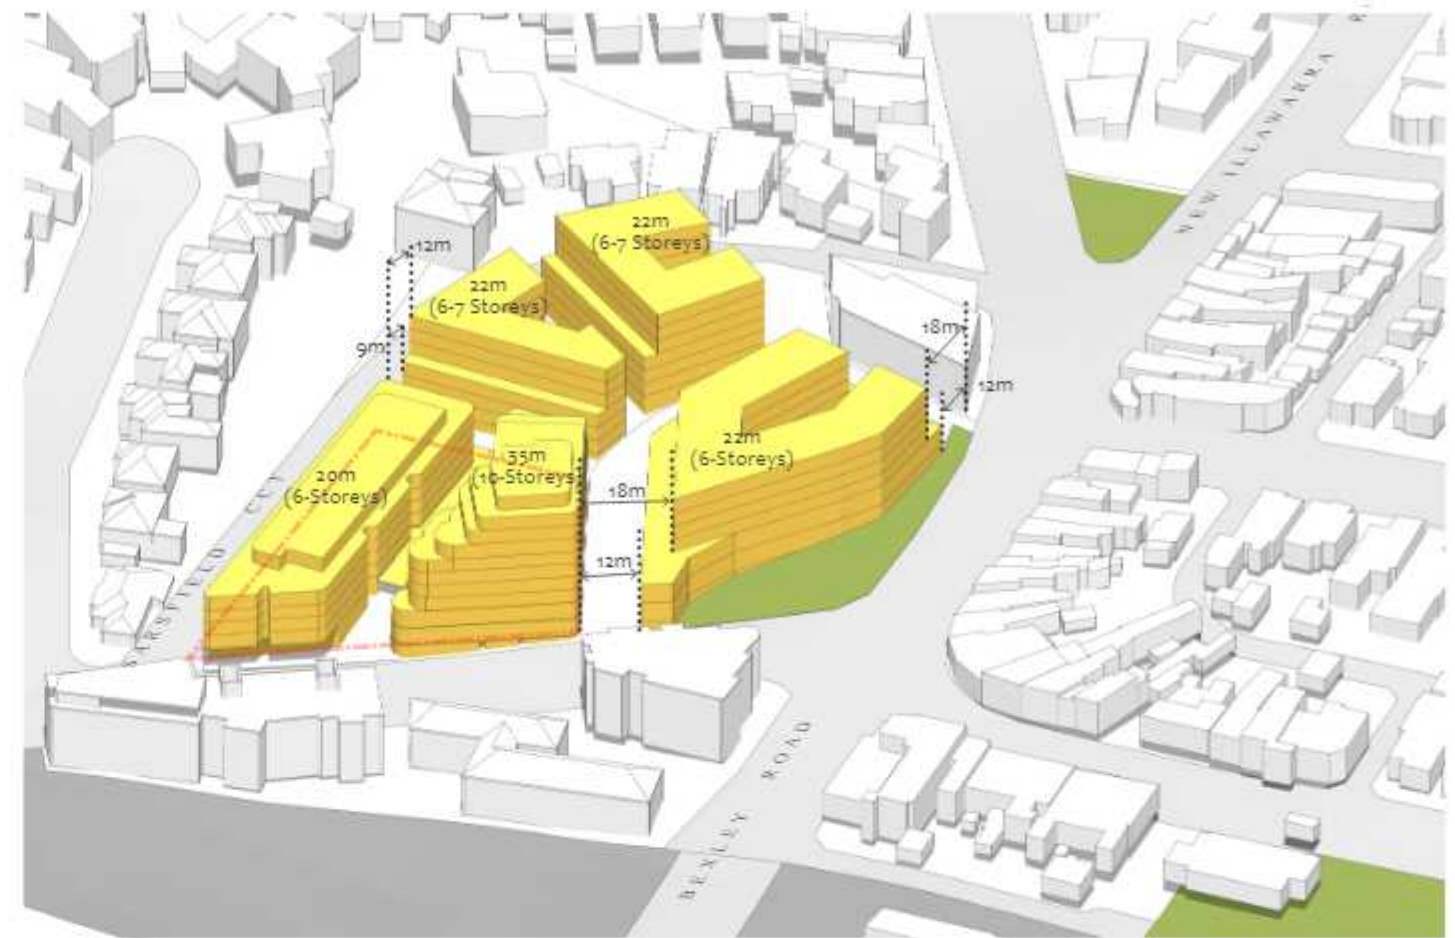 NEW ILLAWARRA
22m
(6-7 Storeys)
12m
22m
(6-7 Storeys)
18m
9m
12m
22m
(6-Storeys)
35m
(10-Storeys)
20m
(6-Storeys)
18m
12m
BEXLEY ROAD